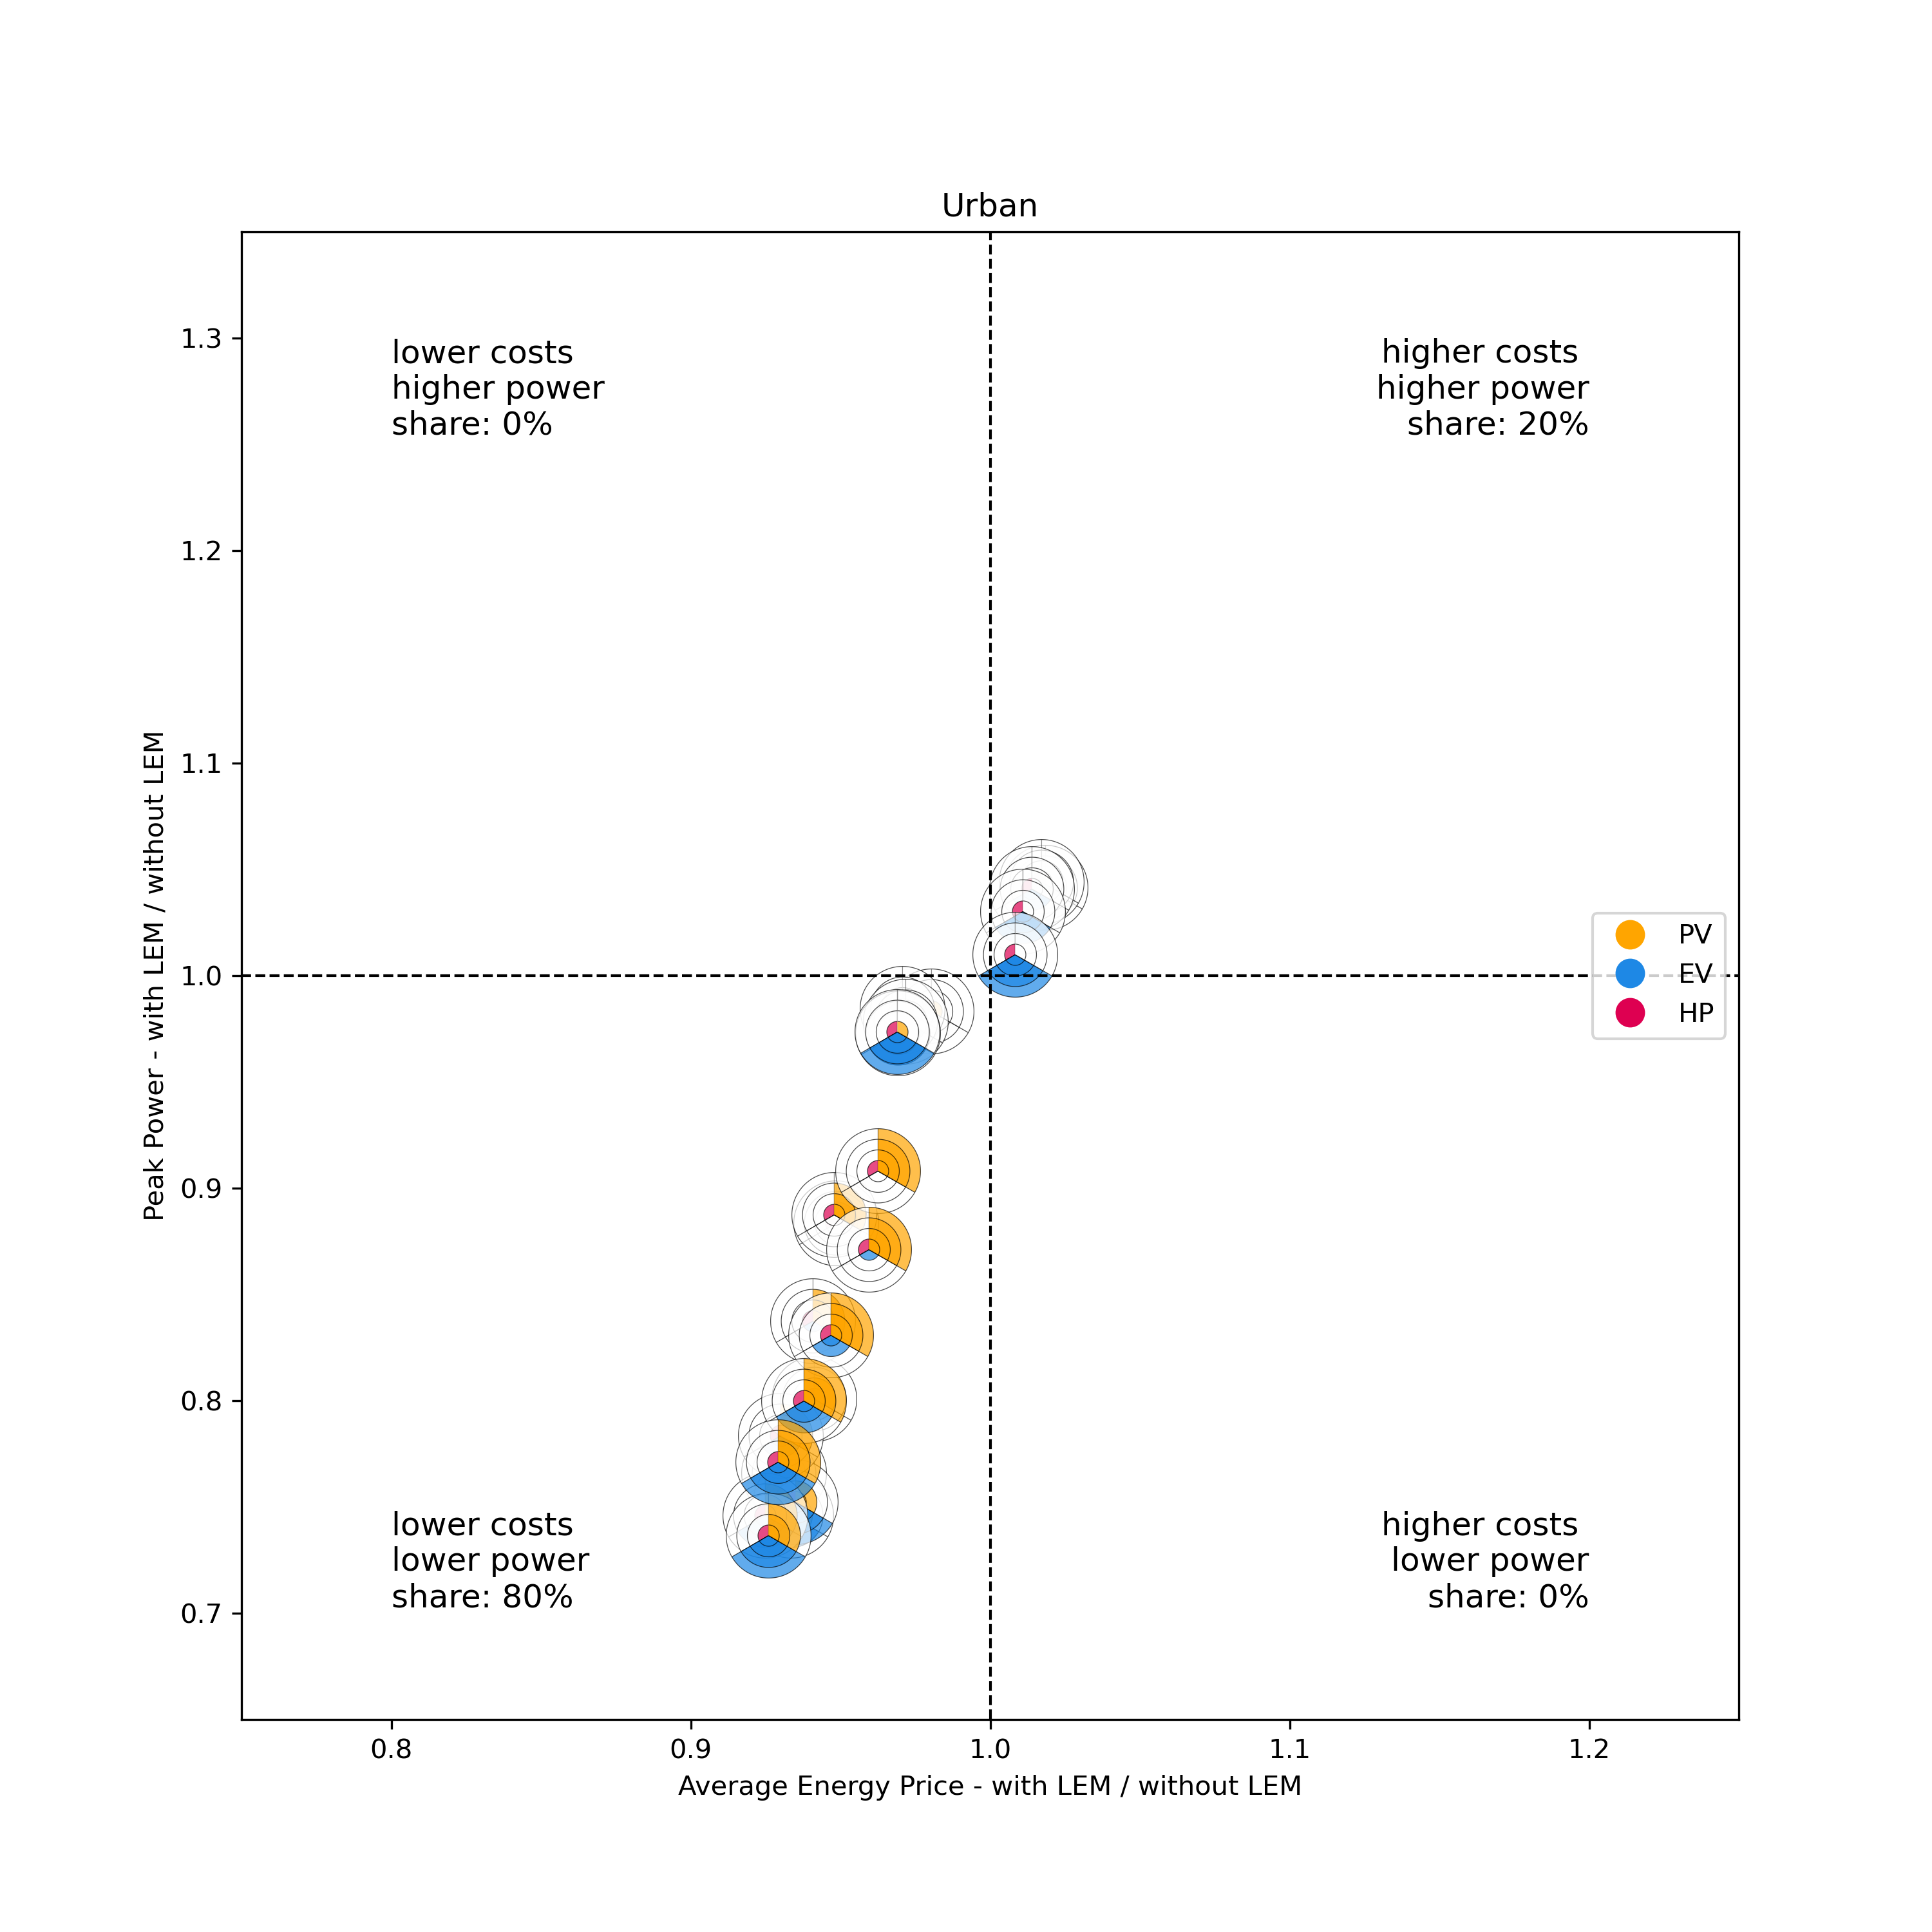 Urban
lower costs
higher power
share: 0%
higher costs
higher power
share: 20%
1.3
1.2
1.1
1.0
0.9
0.8
0.7
Peak Power - with LEM / without LEM
PV
EV
HP
lower costs
lower power
share: 80%
higher costs
lower power
share: 0%
0.8
0.9
1.0
1.1
1.2
Average Energy Price - with LEM / without LEM